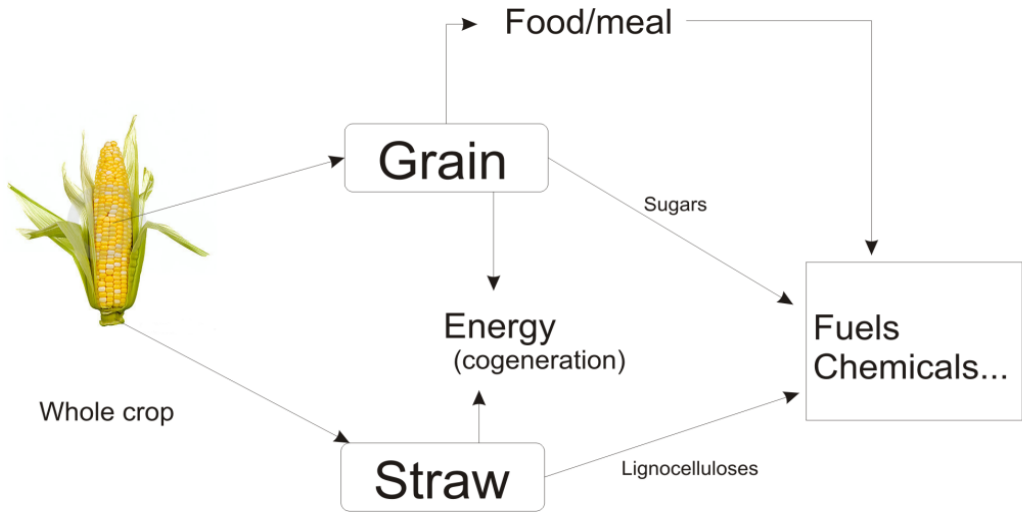 Food/meal
Grain
Sugars
Energy
(cogeneration)
Fuels
Chemicals...
Whole crop
Straw
Lignocelluloses